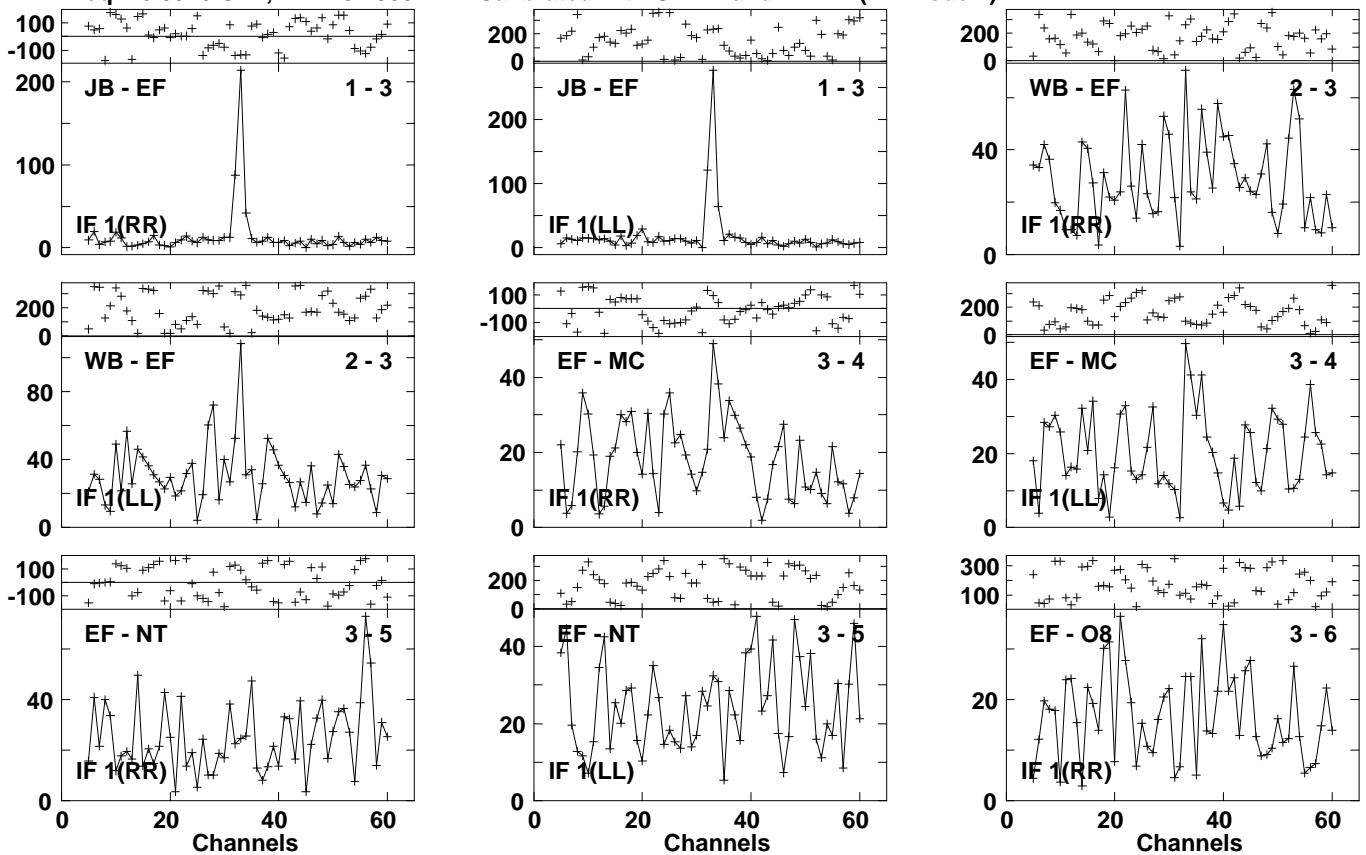 100
-100
200
100
0
JB - EF
1 - 3
IF 1(RR)
200
0
200
100
0
JB - EF
1 - 3
IF 1(LL)
200
0
40
0
WB - EF
2 - 3
IF 1(RR)
200
0
80
40
0
WB - EF
2 - 3
IF 1(LL)
100
-100
40
20
0
EF - MC
3 - 4
IF 1(RR)
200
0
40
20
0
EF - MC
3 - 4
IF 1(LL)
100
-100
40
0
EF - NT
3 - 5
IF 1(RR)
0 20 40 60
Channels
200
0
40
20
0
EF - NT
3 - 5
IF 1(LL)
0 20 40 60
Channels
300
100
20
0
EF - O8
3 - 6
IF 1(RR)
0 20 40 60
Channels